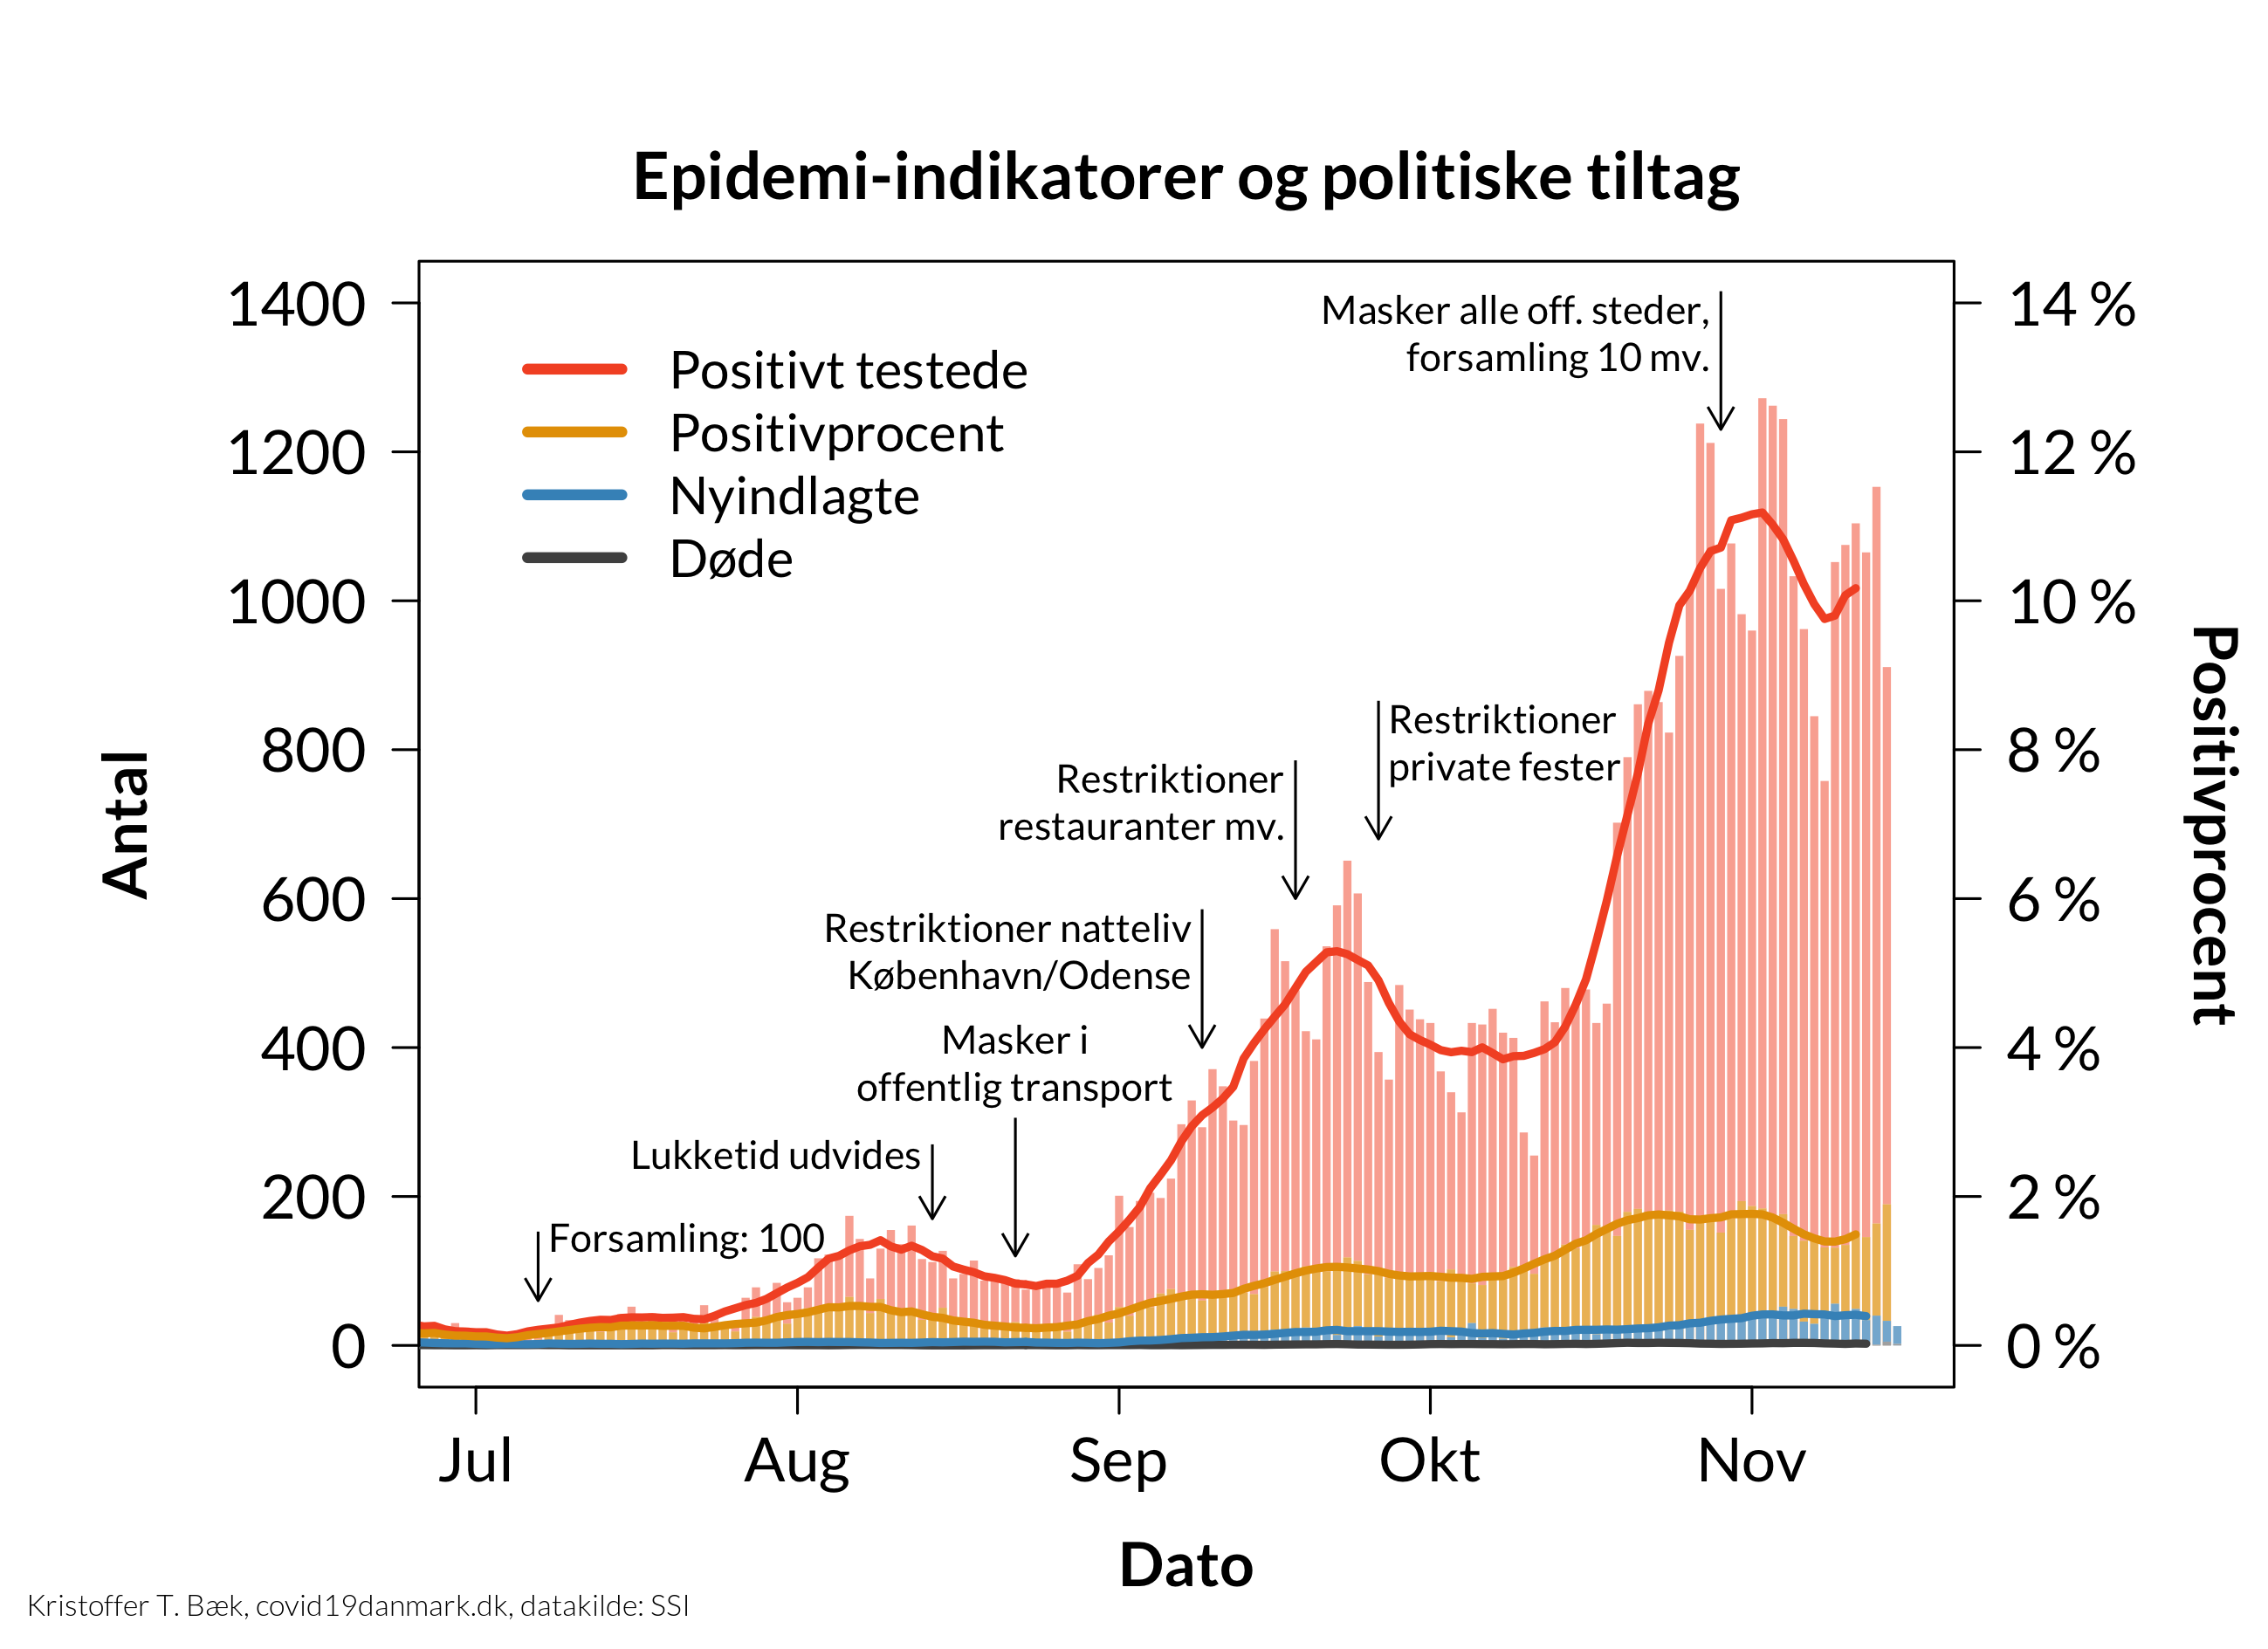 Epidemi-indikatorer og politiske tiltag
1400
1200
1000
800
600
400
200
0
Antal
14 %
12 %
10 %
8 %
6 %
4 %
2 %
0 %
Positivprocent
Positivt testede
Positivprocent
Nyindlagte
Døde
Masker alle off. steder,
forsamling 10 mv.
Restriktioner
private fester
Restriktioner
restauranter mv.
Restriktioner natteliv
København/Odense
Masker i
offentlig transport
Lukketid udvides
Forsamling: 100
Jul
Aug
Sep
Okt
Nov
Dato
Kristoffer T. Bæk, covid19danmark.dk, datakilde: SSI